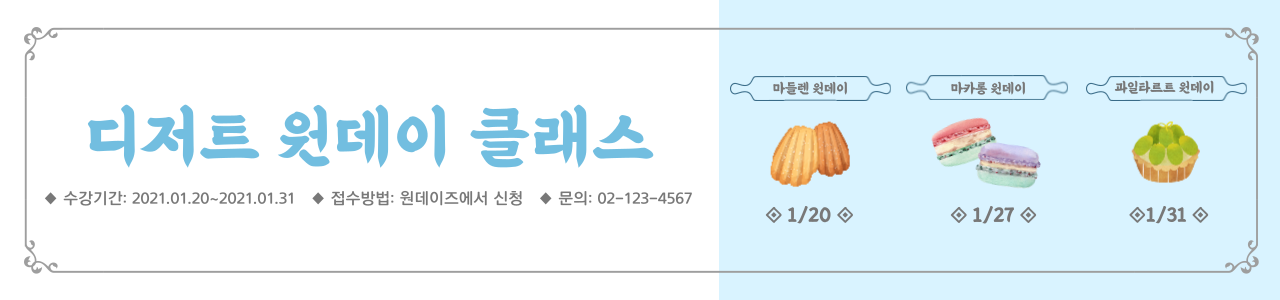 디저트 원데이 클래스
◆ 수강기간: 2021.01.20~2021.01.31 ◆ 접수방법: 원데이즈에서 신청 ◆ 문의: 02-123-4567
마들렌 원데이
1/20
마카롱 원데이
1/27
과일타르트 원데이
1/31